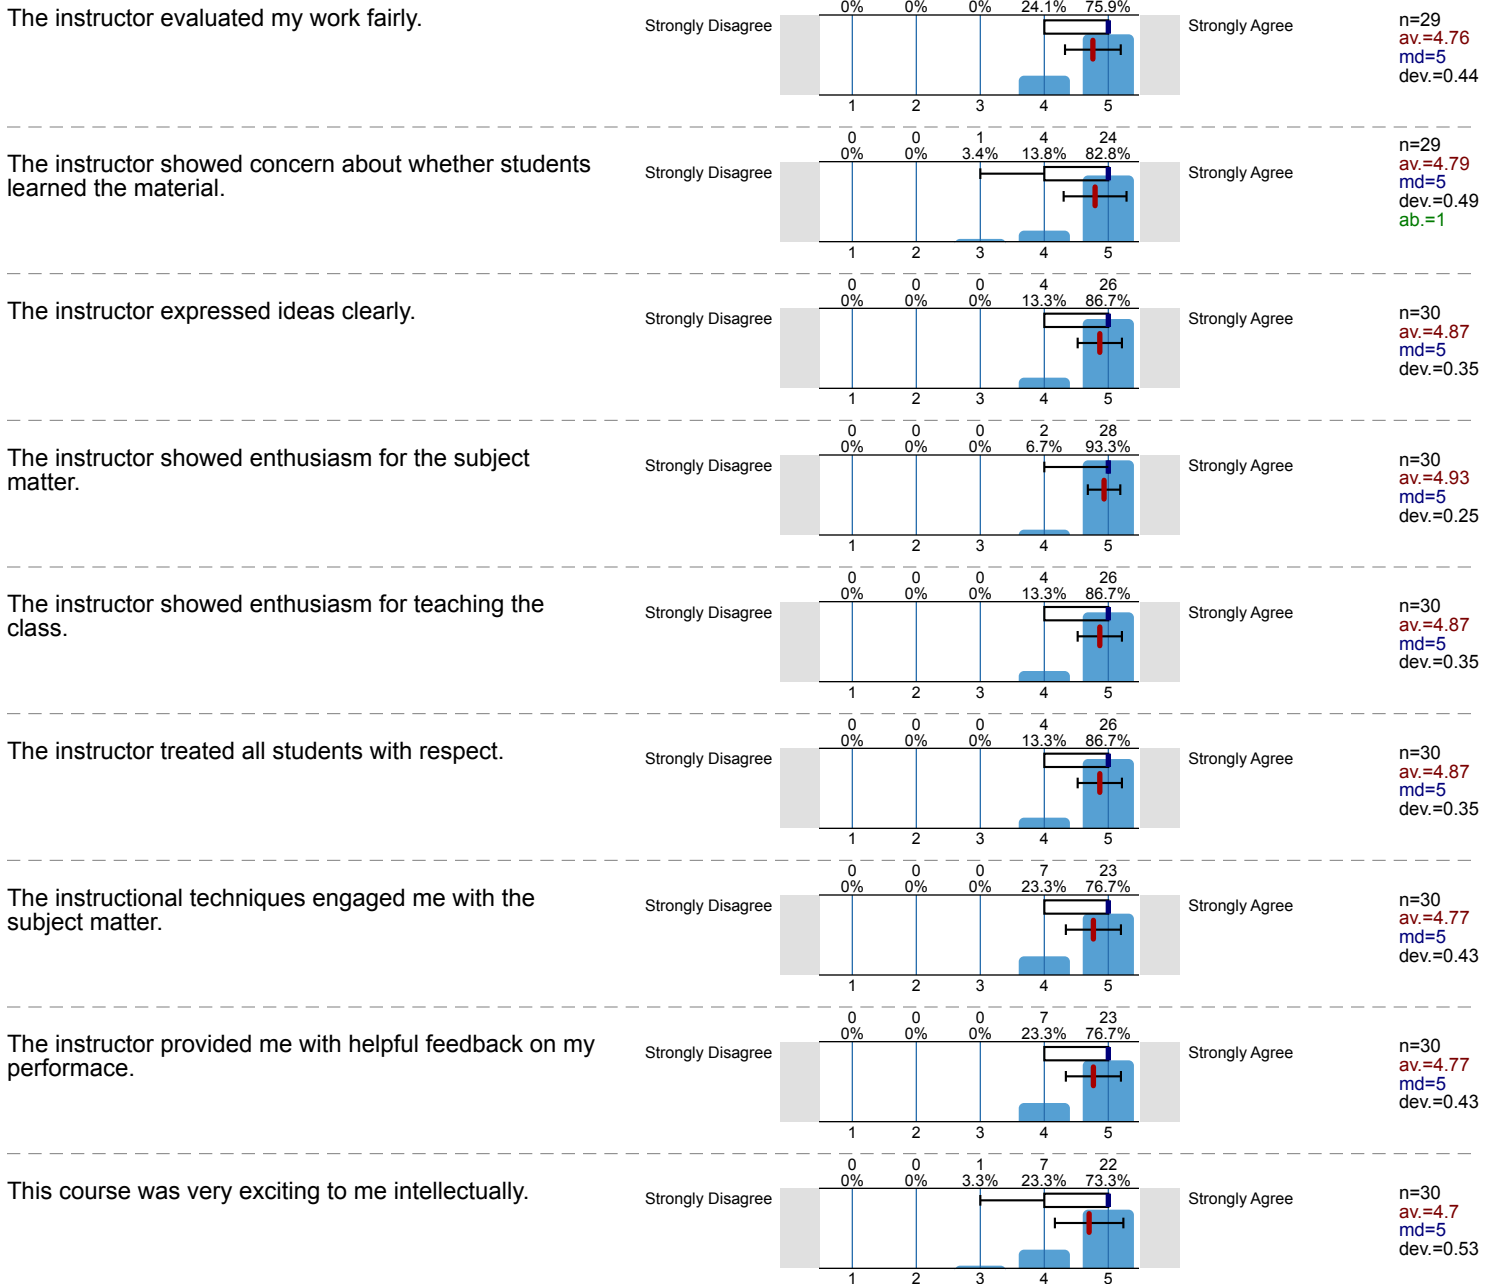 The instructor evaluated my work fairly.
Strongly Disagree
0% 0% 0% 24.1% 75.9%
1 2 3 4 5
Strongly Agree
n=29
av.=4.76
md=5
dev.=0.44
The instructor showed concern about whether students
learned the material.
Strongly Disagree
0 0 1 4 24
0% 0% 3.4% 13.8% 82.8%
1 2 3 4 5
Strongly Agree
n=29
av.=4.79
md=5
dev.=0.49
ab.=1
The instructor expressed ideas clearly.
Strongly Disagree
0 0 0 4 26
0% 0% 0% 13.3% 86.7%
1 2 3 4 5
Strongly Agree
n=30
av.=4.87
md=5
dev.=0.35
The instructor showed enthusiasm for the subject
matter.
Strongly Disagree
0 0 0 2 28
0% 0% 0% 6.7% 93.3%
1 2 3 4 5
Strongly Agree
n=30
av.=4.93
md=5
dev.=0.25
The instructor showed enthusiasm for teaching the
class.
Strongly Disagree
0 0 0 4 26
0% 0% 0% 13.3% 86.7%
1 2 3 4 5
Strongly Agree
n=30
av.=4.87
md=5
dev.=0.35
The instructor treated all students with respect.
Strongly Disagree
0 0 0 4 26
0% 0% 0% 13.3% 86.7%
1 2 3 4 5
Strongly Agree
n=30
av.=4.87
md=5
dev.=0.35
The instructional techniques engaged me with the
subject matter.
Strongly Disagree
0 0 0 7 23
0% 0% 0% 23.3% 76.7%
1 2 3 4 5
Strongly Agree
n=30
av.=4.77
md=5
dev.=0.43
The instructor provided me with helpful feedback on my
performace.
Strongly Disagree
0 0 0 7 23
0% 0% 0% 23.3% 76.7%
1 2 3 4 5
Strongly Agree
n=30
av.=4.77
md=5
dev.=0.43
This course was very exciting to me intellectually.
Strongly Disagree
0 0 1 7 22
0% 0% 3.3% 23.3% 73.3%
1 2 3 4 5
Strongly Agree
n=30
av.=4.7
md=5
dev.=0.53